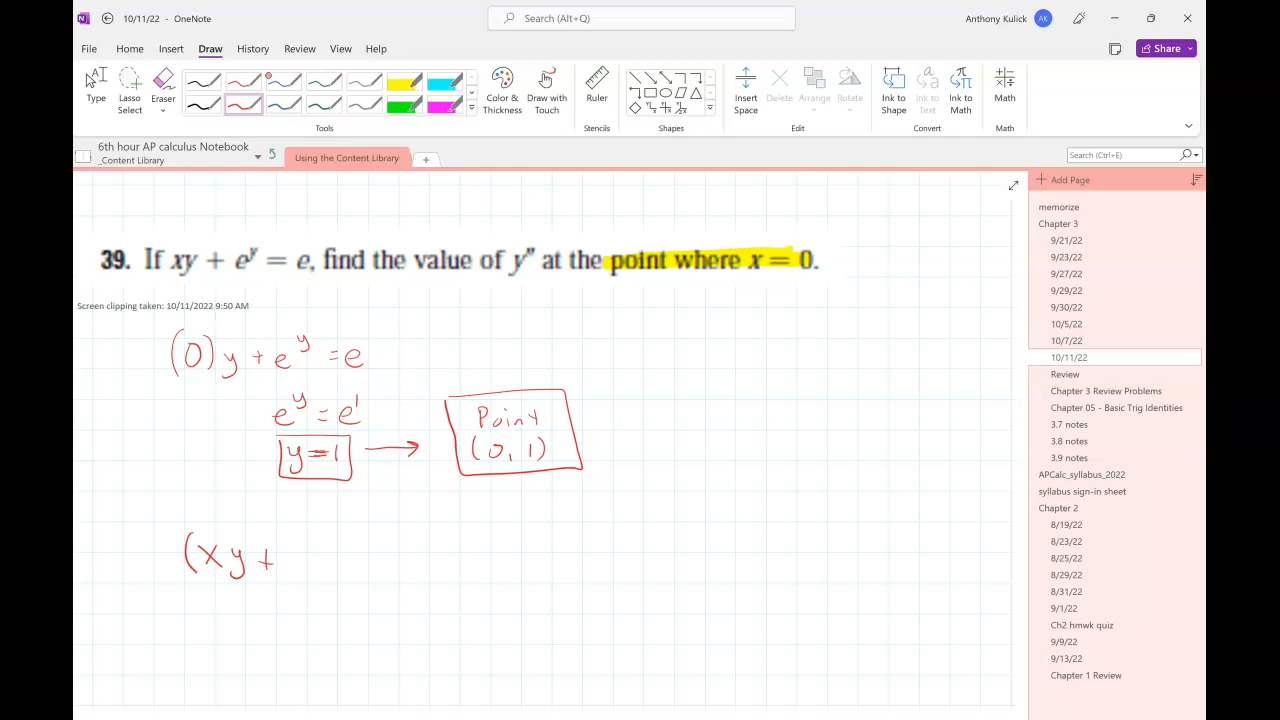 10/11/22 - OneNote
Search (Alt+Q)
Anthony Kulick
AK
File Home Insert Draw History Review View Help
Share
Type
Lasso Select
Eraser
Color & Thickness
Draw with Touch
Ruler
Insert Space
Delete
Arrange
Rotate
Ink to Shape
Ink to Text
Ink to Math
Math
Tools
Stencils
Shapes
Edit
Convert
Math
6th hour AP calculus Notebook
_Content Library
Using the Content Library
Search (Ctrl+E)
39. If xy + e^y = e, find the value of y" at the point where x = 0.
Screen clipping taken: 10/11/2022 9:50 AM
(0)y + e^y = e
e^y = e^1
y = 1
Point
(0, 1)
(xy +
Add Page
memorize
Chapter 3
9/21/22
9/23/22
9/27/22
9/29/22
9/30/22
10/5/22
10/7/22
10/11/22
Review
Chapter 3 Review Problems
Chapter 05 - Basic Trig Identities
3.7 notes
3.8 notes
3.9 notes
APCalc_syllabus_2022
syllabus sign-in sheet
Chapter 2
8/19/22
8/23/22
8/25/22
8/29/22
8/31/22
9/1/22
Ch2 hmwk quiz
9/9/22
9/13/22
Chapter 1 Review